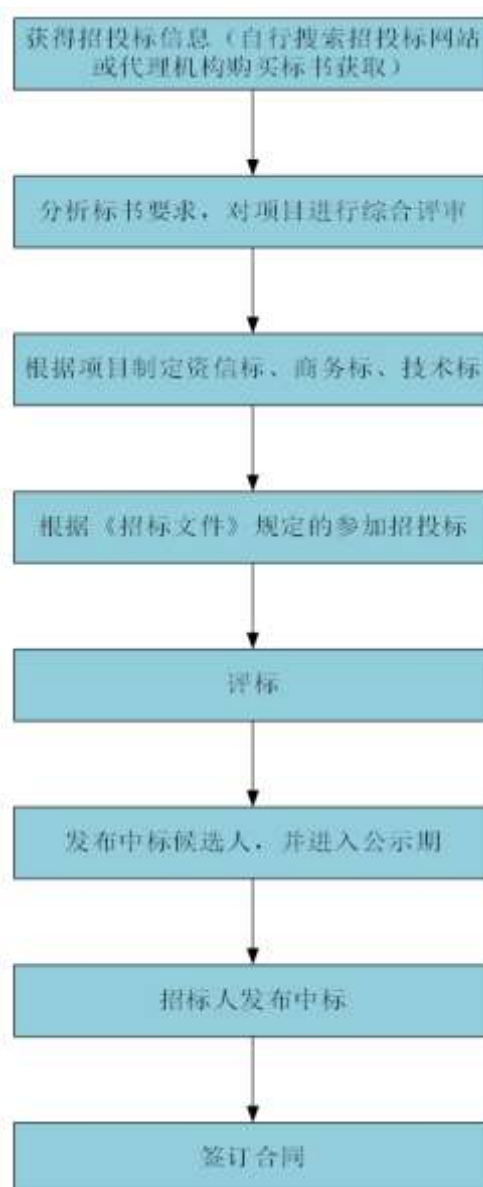 获得招投标信息（自行搜索招投标网站
或代理机构购买标书获取）
分析标书要求，对项目进行综合评审
根据项目制定资信标、商务标、技术标
根据《招标文件》规定的参加招投标
评标
发布中标候选人，并进入公示期
招标人发布中标
签订合同